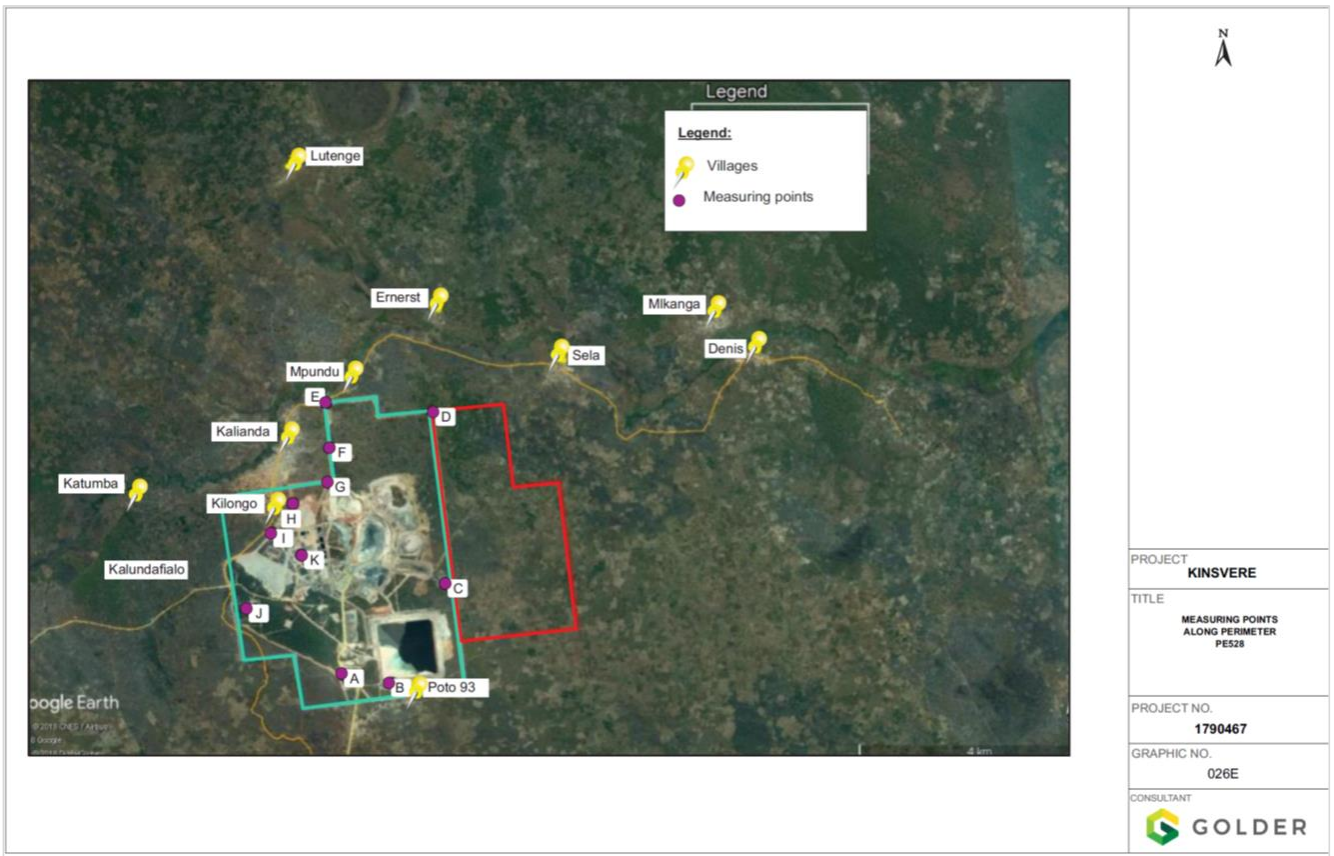 N
Legend
Legend:
Villages
Measuring points
Lutenge
Ernerst
Mlkanga
Sela
Denis
Mpundu
E
D
Kalianda
F
Katumba
G
Kilongo
H
I
K
Kalundafialo
C
J
A
B
Poto 93
oogle Earth
4 km
PROJECT
KINSVERE
TITLE
MEASURING POINTS
ALONG PERIMETER
PE528
PROJECT NO.
1790467
GRAPHIC NO.
026E
CONSULTANT
GOLDER